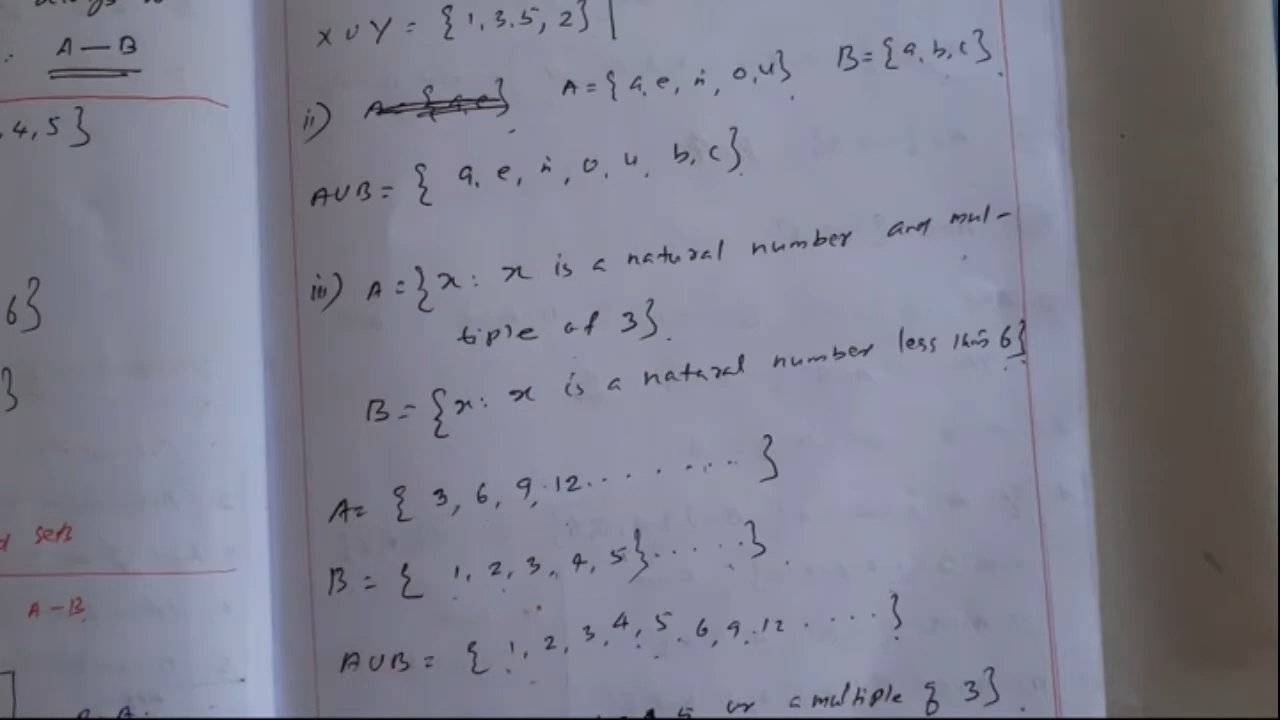 A - B
, 4, 5 }
6}
}
sets
A - B
X ∪ Y = { 1, 3. 5, 2 }
ii) A = { a, e, i, o, u} B = {a, b, c}
A∪B = { a, e, i, o, u, b, c}
iii) A = {x : x is a natural number and mul-
tiple of 3}.
B = {x : x is a natural number less than 6}
A = { 3, 6, 9, 12 . . . . . . . . }
B = { 1, 2, 3, 4, 5} . . . . . }
A∪B = { 1, 2, 3, 4, 5, 6, 9, 12 . . . . . }
5 or a multiple of 3}.